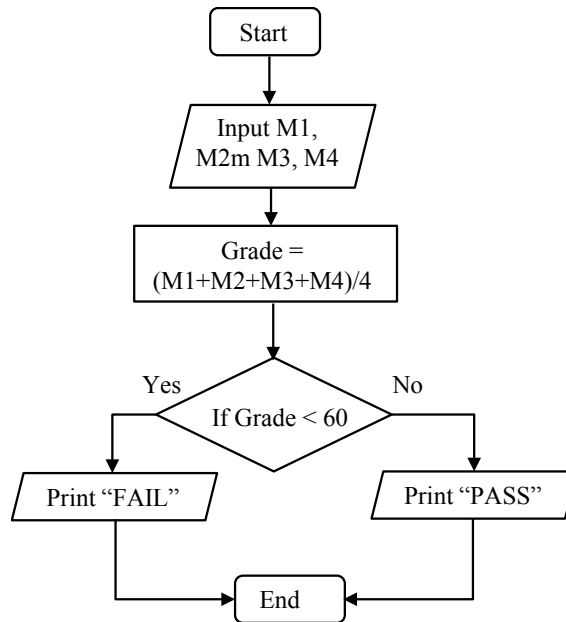 Start
Input M1,
M2m M3, M4
Grade =
(M1+M2+M3+M4)/4
Yes
No
If Grade < 60
Print “FAIL”
Print “PASS”
End